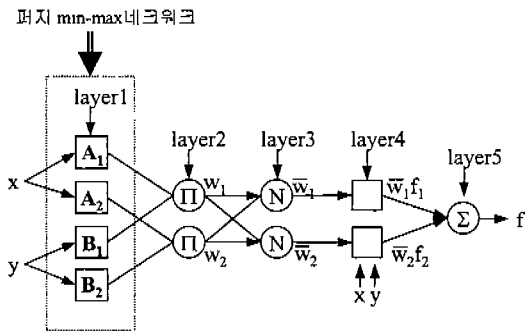 퍼지 min-max네트워크
layer1
layer2
layer3
layer4
layer5
A₁
x
A₂
B₁
y
B₂
Π
w₁
N
w̅₁
w̅₁f₁
Π
w₂
N
w̅₂
w̅₂f₂
Σ
f
x y